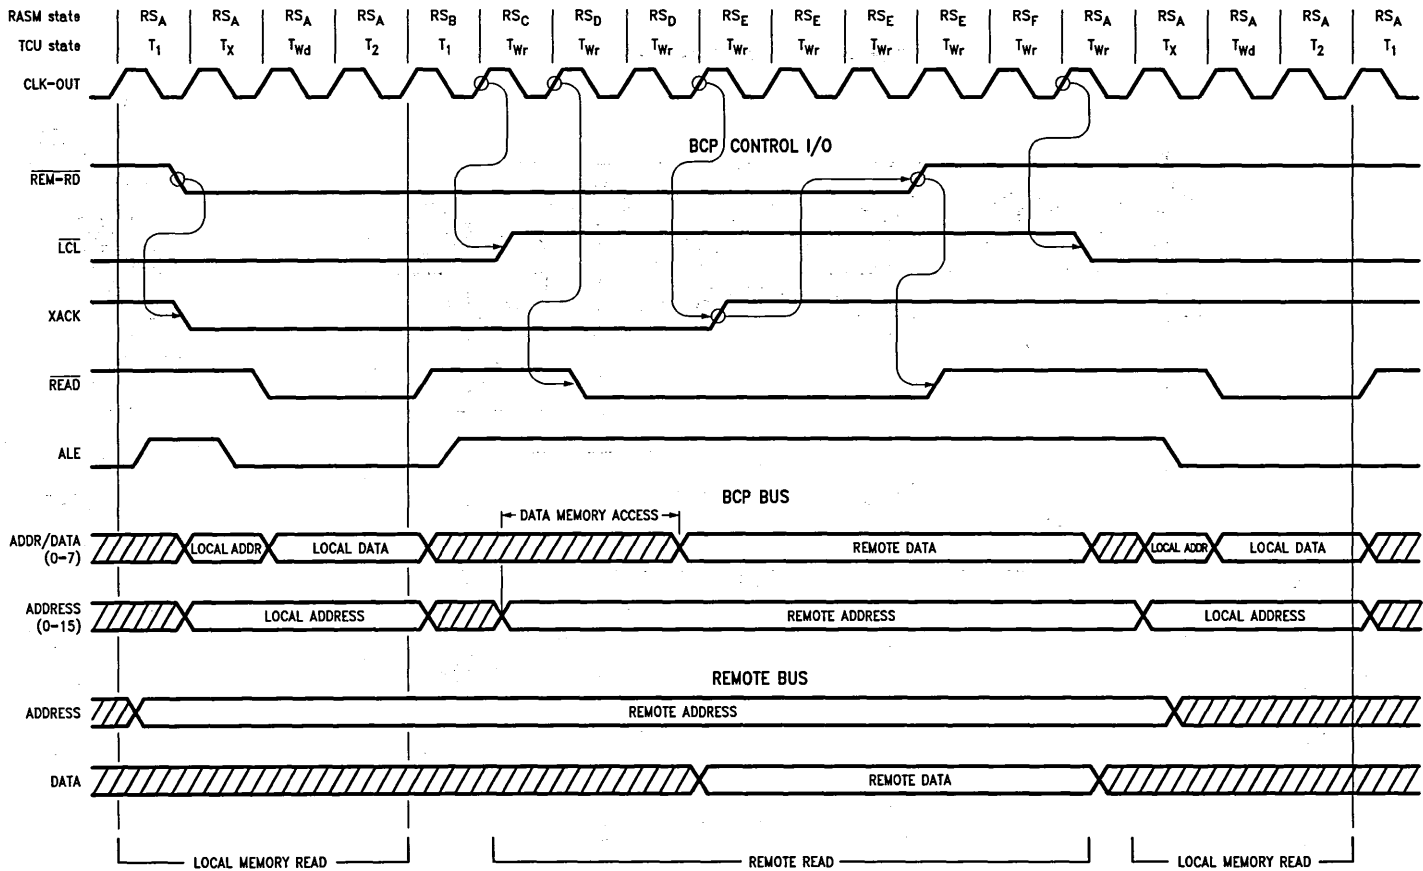 RASM state RSA RSA RSA RSA RSB RSC RSD RSD RSE RSE RSE RSE RSF RSA RSA RSA RSA RSA
TCU state T1 TX TWd T2 T1 TWr TWr TWr TWr TWr TWr TWr TWr TWr TX TWd T2 T1
CLK-OUT
BCP CONTROL I/O
REM-RD
LCL
XACK
READ
ALE
BCP BUS
DATA MEMORY ACCESS
ADDR/DATA
(0-7)
LOCAL ADDR LOCAL DATA REMOTE DATA LOCAL ADDR LOCAL DATA
ADDRESS
(0-15)
LOCAL ADDRESS REMOTE ADDRESS LOCAL ADDRESS
REMOTE BUS
ADDRESS REMOTE ADDRESS
DATA REMOTE DATA
LOCAL MEMORY READ REMOTE READ LOCAL MEMORY READ